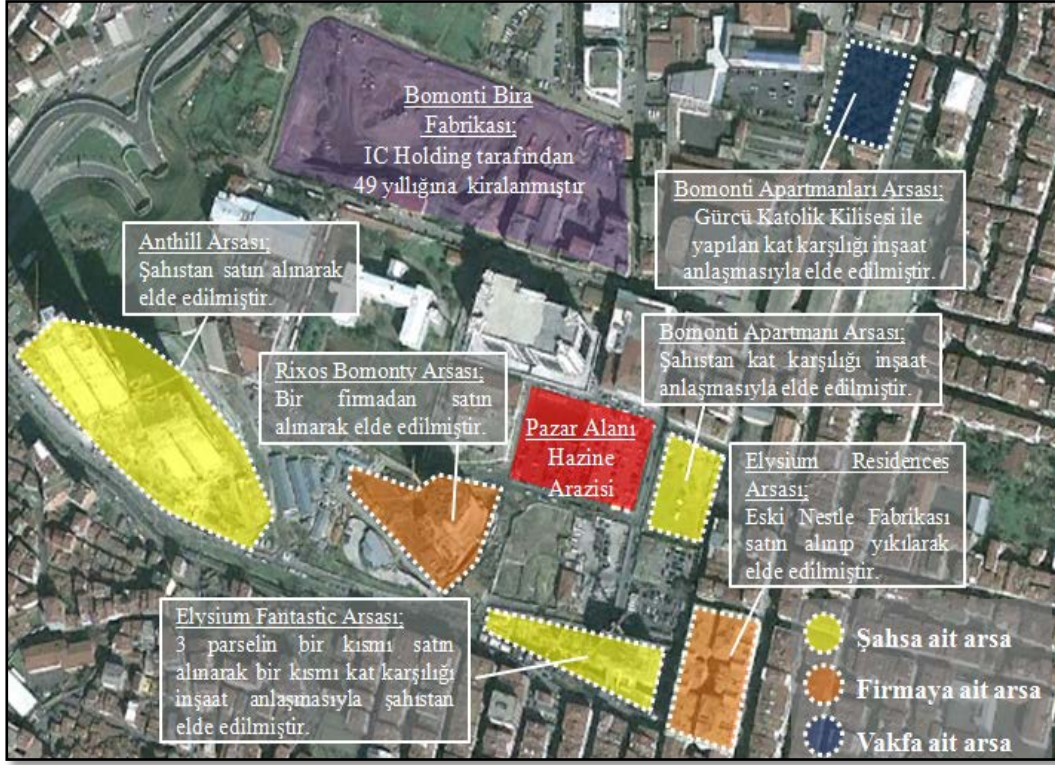 Bomonti Bira
Fabrikası;
IC Holding tarafından
49 yıllığına kiralanmıştır
Bomonti Apartmanları Arsası;
Gürcü Katolik Kilisesi ile
yapılan kat karşılığı inşaat
anlaşmasıyla elde edilmiştir.
Anthill Arsası;
Şahıstan satın alınarak
elde edilmiştir.
Rixos Bomonty Arsası;
Bir firmadan satın
alınarak elde edilmiştir.
Bomonti Apartmanı Arsası;
Şahıstan kat karşılığı inşaat
anlaşmasıyla elde edilmiştir.
Pazar Alanı
Hazine
Arazisi
Elysium Residences
Arsası;
Eski Nestle Fabrikası
satın alınıp yıkılarak
elde edilmiştir.
Elysium Fantastic Arsası;
3 parselin bir kısmı satın
alınarak bir kısmı kat karşılığı
inşaat anlaşmasıyla şahıstan
elde edilmiştir.
Şahsa ait arsa
Firmaya ait arsa
Vakfa ait arsa